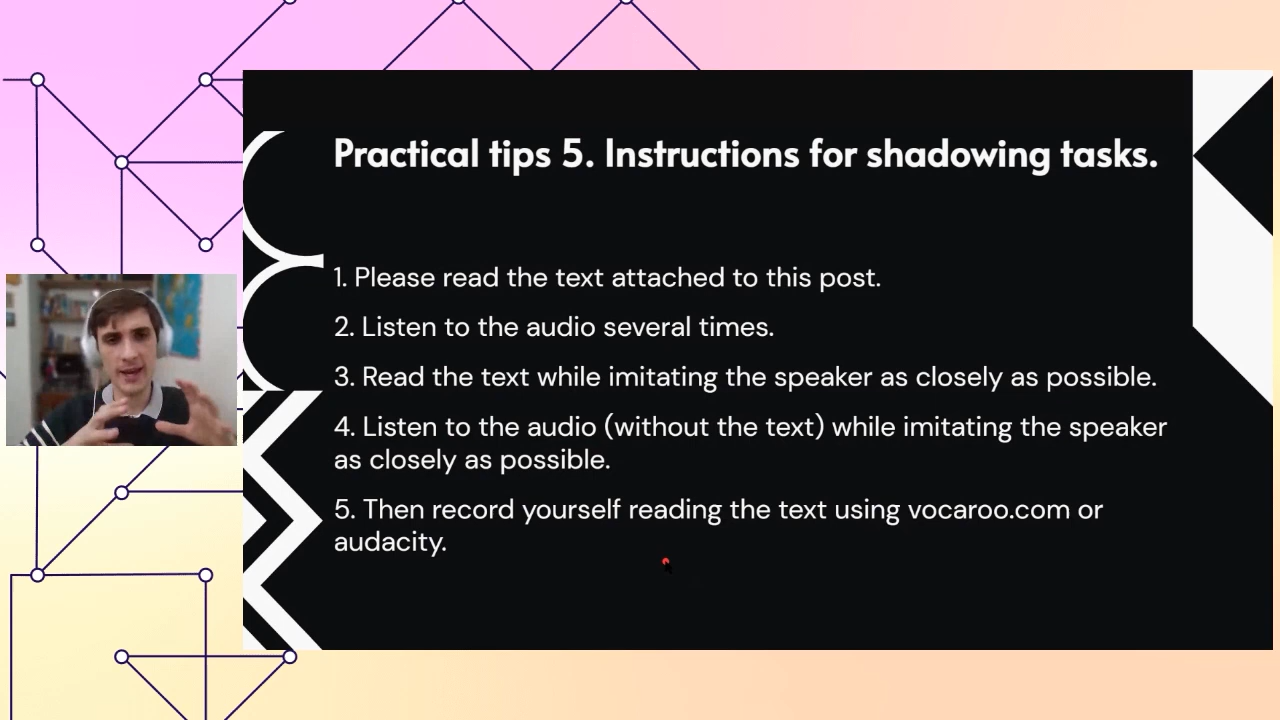 Practical tips 5. Instructions for shadowing tasks.
1. Please read the text attached to this post.
2. Listen to the audio several times.
3. Read the text while imitating the speaker as closely as possible.
4. Listen to the audio (without the text) while imitating the speaker
as closely as possible.
5. Then record yourself reading the text using vocaroo.com or
audacity.